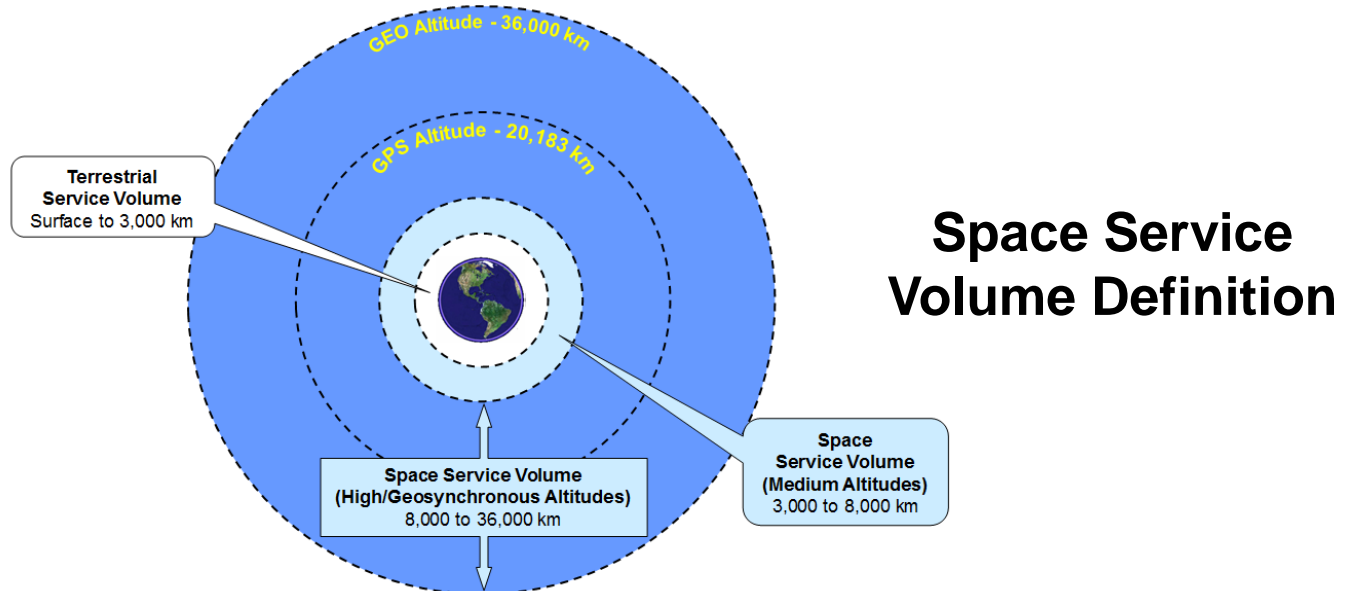 GEO Altitude - 36,000 km
GPS Altitude - 20,183 km
Terrestrial
Service Volume
Surface to 3,000 km
Space Service
Volume Definition
Space
Service Volume
(Medium Altitudes)
3,000 to 8,000 km
Space Service Volume
(High/Geosynchronous Altitudes)
8,000 to 36,000 km